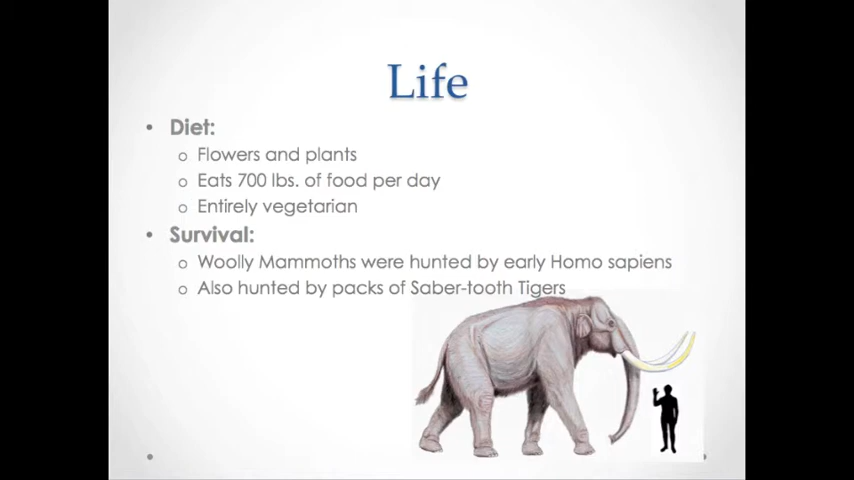 Life
• Diet:
o Flowers and plants
o Eats 700 lbs. of food per day
o Entirely vegetarian
• Survival:
o Woolly Mammoths were hunted by early Homo sapiens
o Also hunted by packs of Saber-tooth Tigers